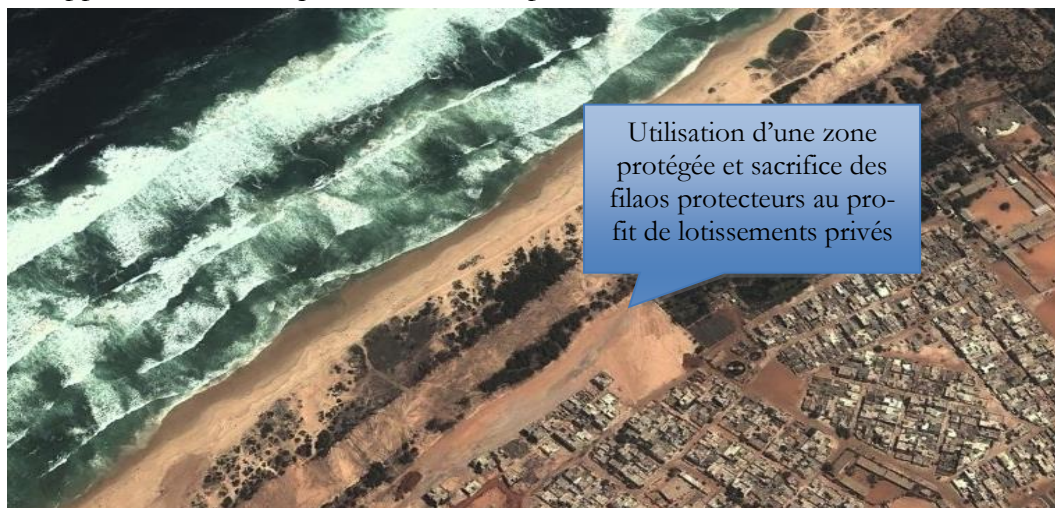 Utilisation d’une zone
protégée et sacrifice des
filaos protecteurs au pro-
fit de lotissements privés